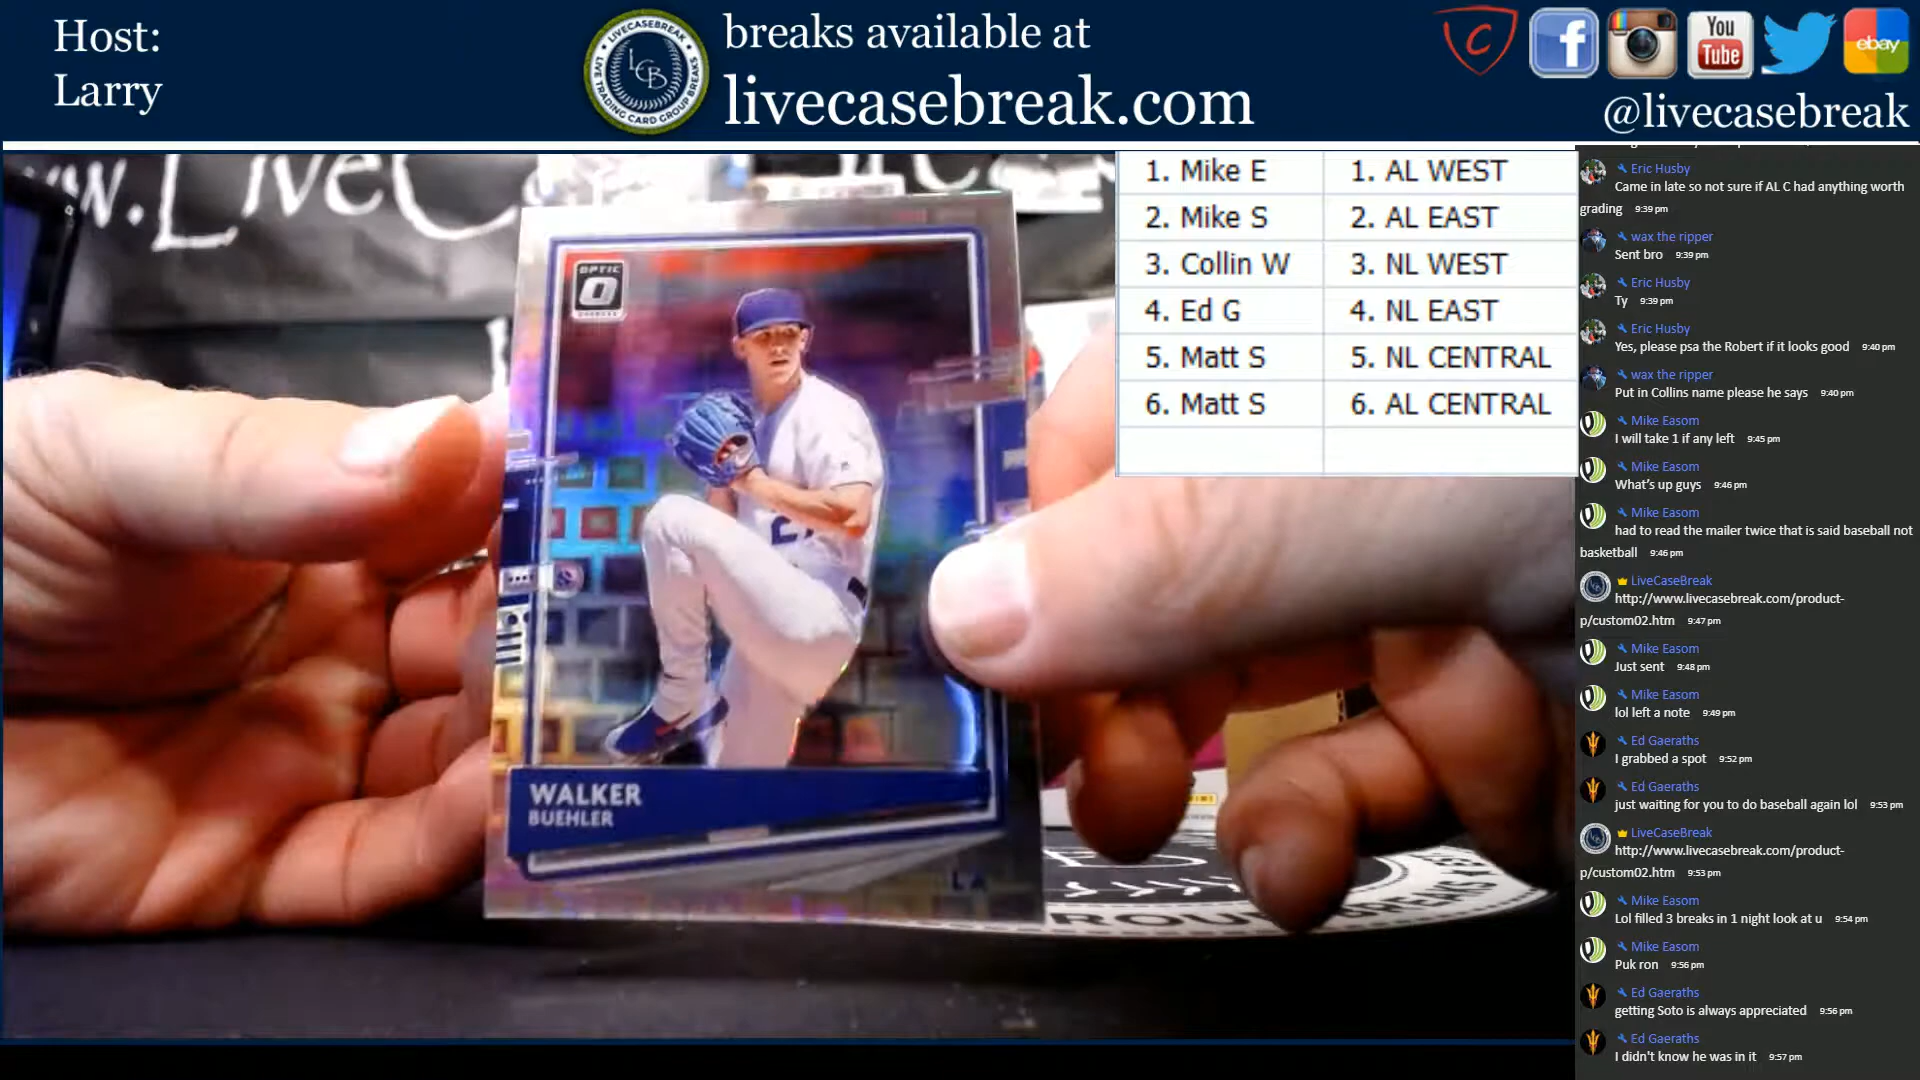 Host:
Larry
LIVECASEBREAK
LCB
LIVE TRADING CARD GROUP BREAKS
breaks available at
livecasebreak.com
C
f
You
Tube
ebay
@livecasebreak
1. Mike E 1. AL WEST
2. Mike S 2. AL EAST
3. Collin W 3. NL WEST
4. Ed G 4. NL EAST
5. Matt S 5. NL CENTRAL
6. Matt S 6. AL CENTRAL
OPTIC
O
WALKER
BUEHLER
LA
Eric Husby
Came in late so not sure if AL C had anything worth
grading 9:39 pm
wax the ripper
Sent bro 9:39 pm
Eric Husby
Ty 9:39 pm
Eric Husby
Yes, please psa the Robert if it looks good 9:40 pm
wax the ripper
Put in Collins name please he says 9:40 pm
Mike Easom
I will take 1 if any left 9:45 pm
Mike Easom
What's up guys 9:46 pm
Mike Easom
had to read the mailer twice that is said baseball not
basketball 9:46 pm
LiveCaseBreak
http://www.livecasebreak.com/product-
p/custom02.htm 9:47 pm
Mike Easom
Just sent 9:48 pm
Mike Easom
lol left a note 9:49 pm
Ed Gaeraths
I grabbed a spot 9:52 pm
Ed Gaeraths
just waiting for you to do baseball again lol 9:53 pm
LiveCaseBreak
http://www.livecasebreak.com/product-
p/custom02.htm 9:53 pm
Mike Easom
Lol filled 3 breaks in 1 night look at u 9:54 pm
Mike Easom
Puk ron 9:56 pm
Ed Gaeraths
getting Soto is always appreciated 9:56 pm
Ed Gaeraths
I didn't know he was in it 9:57 pm